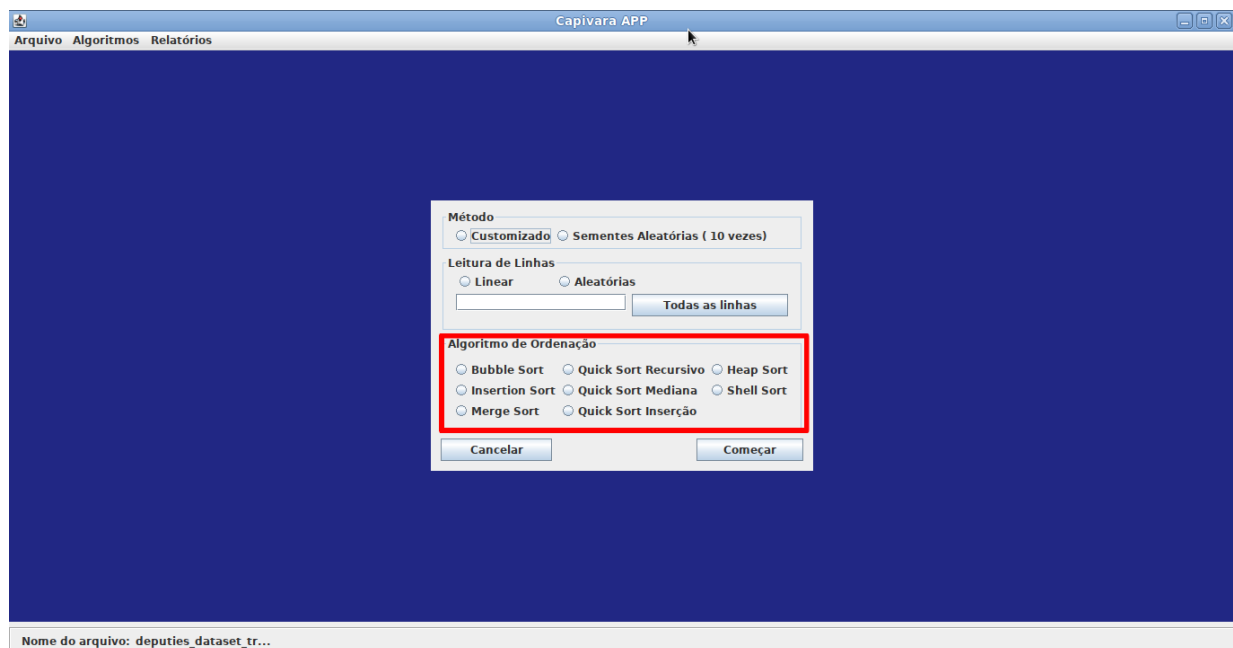 Capivara APP
Arquivo Algoritmos Relatórios
Método
Customizado Sementes Aleatórias ( 10 vezes)
Leitura de Linhas
Linear Aleatórias
Todas as linhas
Algoritmo de Ordenação
Bubble Sort Quick Sort Recursivo Heap Sort
Insertion Sort Quick Sort Mediana Shell Sort
Merge Sort Quick Sort Inserção
Cancelar Começar
Nome do arquivo: deputies_dataset_tr...